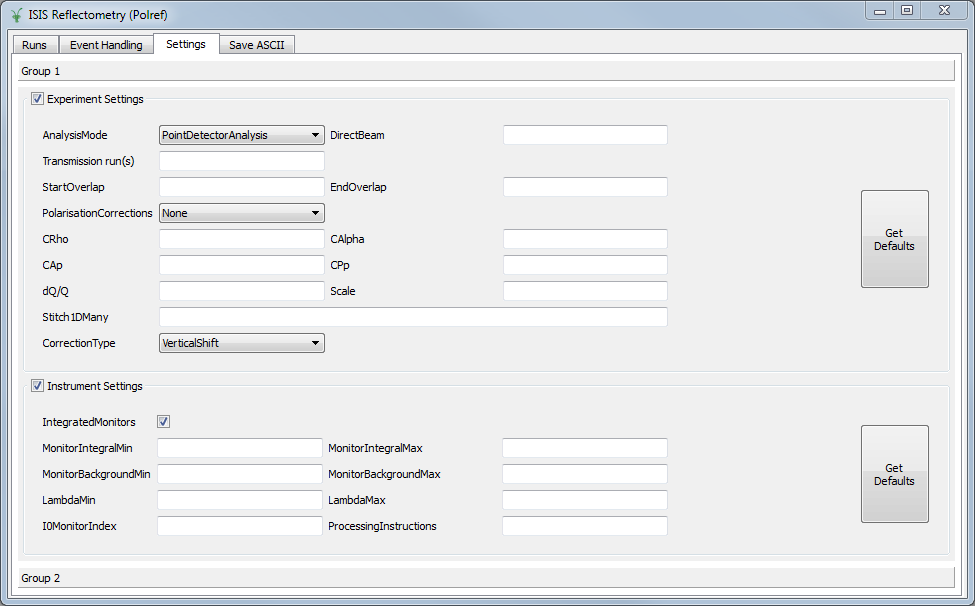 ISIS Reflectometry (Polref)
Runs Event Handling Settings Save ASCII
Group 1
Experiment Settings
AnalysisMode PointDetectorAnalysis DirectBeam
Transmission run(s)
StartOverlap EndOverlap
PolarisationCorrections None
CRho CAlpha
CAp CPp
dQ/Q Scale
Stitch1DMany
CorrectionType VerticalShift
Get
Defaults
Instrument Settings
IntegratedMonitors
MonitorIntegralMin MonitorIntegralMax
MonitorBackgroundMin MonitorBackgroundMax
LambdaMin LambdaMax
I0MonitorIndex ProcessingInstructions
Get
Defaults
Group 2